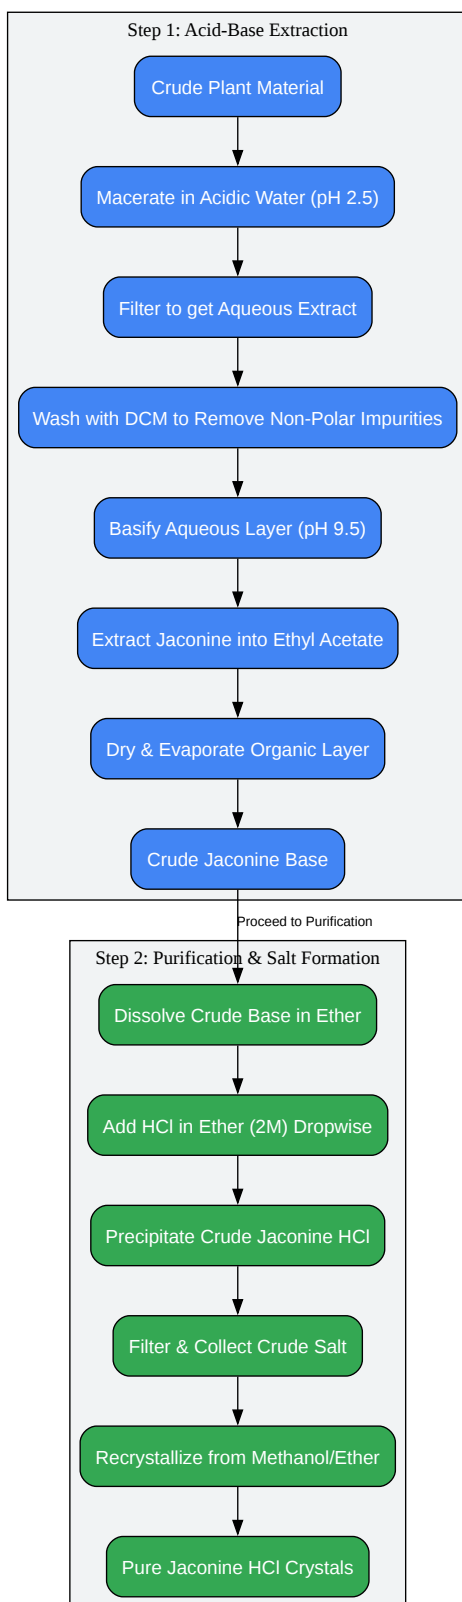 Step 1: Acid-Base Extraction
Crude Plant Material
Macerate in Acidic Water (pH 2.5)
Filter to get Aqueous Extract
Wash with DCM to Remove Non-Polar Impurities
Basify Aqueous Layer (pH 9.5)
Extract Jaconine into Ethyl Acetate
Dry & Evaporate Organic Layer
Crude Jaconine Base
Proceed to Purification
Step 2: Purification & Salt Formation
Dissolve Crude Base in Ether
Add HCl in Ether (2M) Dropwise
Precipitate Crude Jaconine HCl
Filter & Collect Crude Salt
Recrystallize from Methanol/Ether
Pure Jaconine HCl Crystals